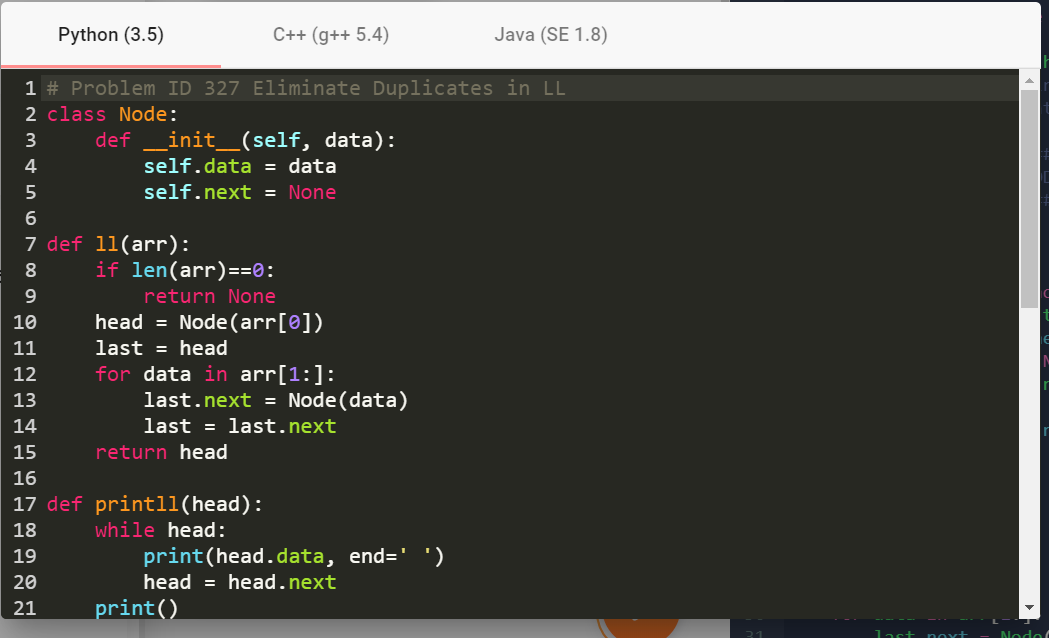 Python (3.5) C++ (g++ 5.4) Java (SE 1.8)
1 # Problem ID 327 Eliminate Duplicates in LL
2 class Node:
3     def __init__(self, data):
4         self.data = data
5         self.next = None
6
7 def ll(arr):
8     if len(arr)==0:
9         return None
10     head = Node(arr[0])
11     last = head
12     for data in arr[1:]:
13         last.next = Node(data)
14         last = last.next
15     return head
16
17 def printll(head):
18     while head:
19         print(head.data, end=' ')
20         head = head.next
21     print()
31 last next = Node